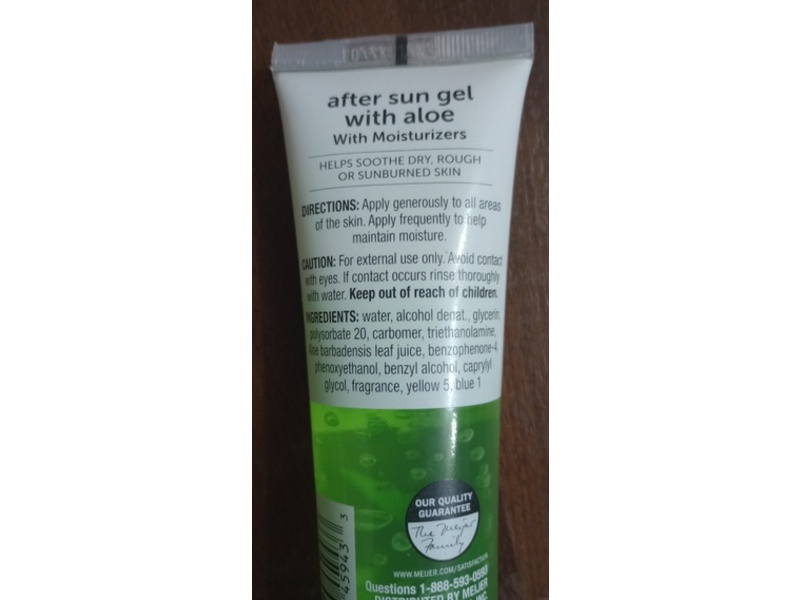 after sun gel
with aloe
With Moisturizers
HELPS SOOTHE DRY, ROUGH
OR SUNBURNED SKIN
DIRECTIONS: Apply generously to all areas
of the skin. Apply frequently to help
maintain moisture.
CAUTION: For external use only. Avoid contact
with eyes. If contact occurs rinse thoroughly
with water. Keep out of reach of children.
INGREDIENTS: water, alcohol denat., glycerin,
polysorbate 20, carbomer, triethanolamine,
Aloe barbadensis leaf juice, benzophenone-4,
phenoxyethanol, benzyl alcohol, caprylyl
glycol, fragrance, yellow 5, blue 1
OUR QUALITY
GUARANTEE
The Meijer
Family
WWW.MEIJER.COM/SATISFACTION
Questions 1-888-593-0593
DISTRIBUTED BY MEIJER
INC.
45943 3